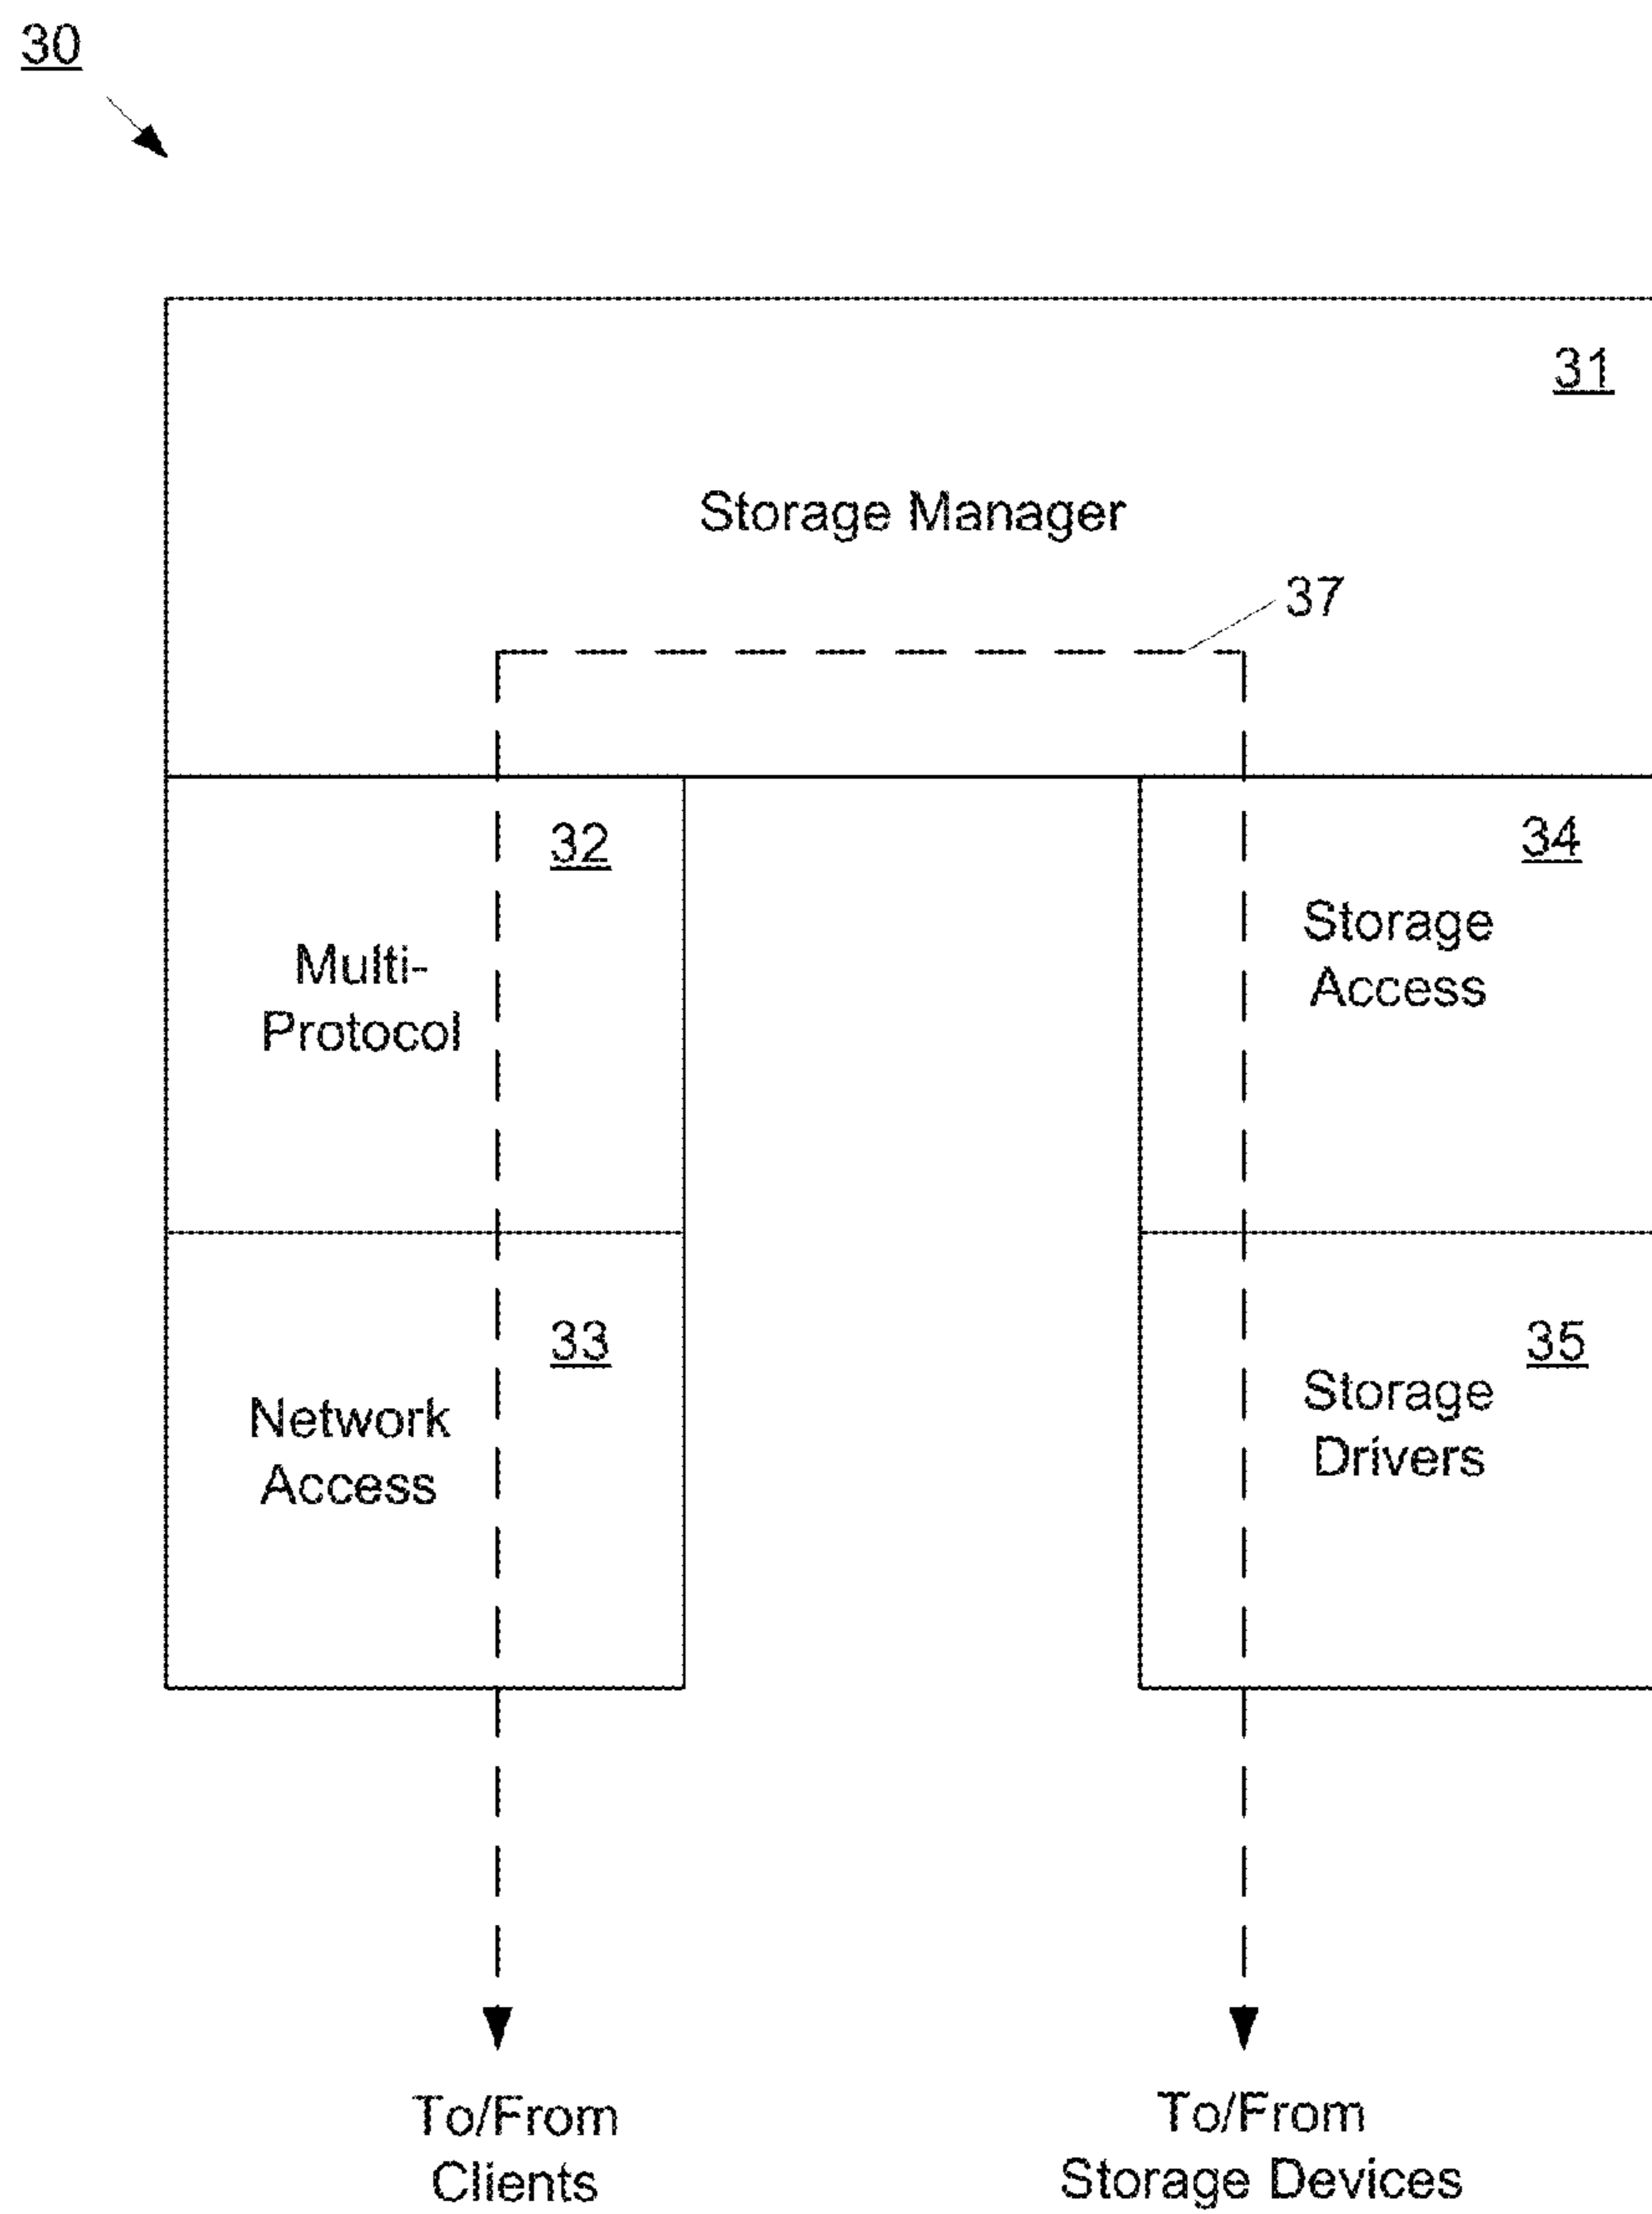 30
31
Storage Manager
37
32
Multi-
Protocol
34
Storage
Access
33
Network
Access
35
Storage
Drivers
To/From
Clients
To/From
Storage Devices